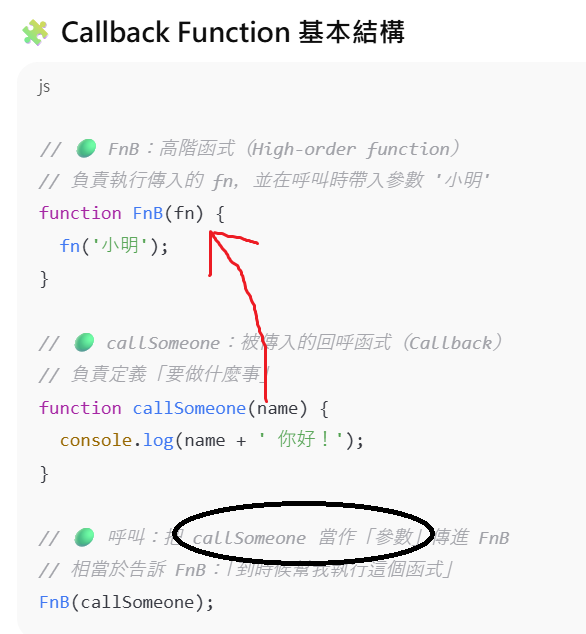 Callback Function 基本結構
js
// FnB：高階函式（High-order function）
// 負責執行傳入的 fn，並在呼叫時帶入參數 '小明'
function FnB(fn) {
fn('小明');
}
// callSomeone：被傳入的回呼函式（Callback）
// 負責定義「要做什麼事」
function callSomeone(name) {
console.log(name + ' 你好！');
}
// 呼叫：把 callSomeone 當作「參數」傳進 FnB
// 相當於告訴 FnB：「到時候幫我執行這個函式」
FnB(callSomeone);